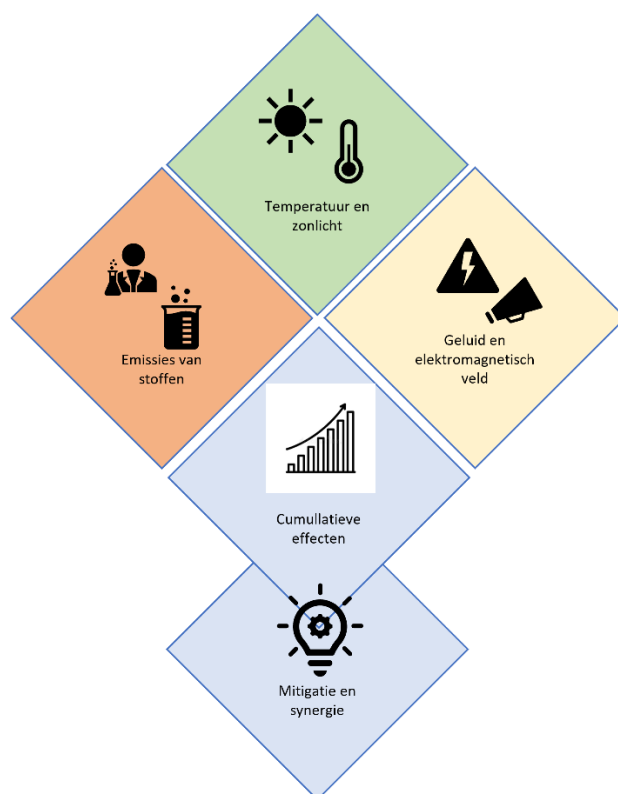 Temperatuur en
zonlicht
Emissies van
stoffen
Geluid en
elektromagnetisch
veld
Cumullatieve
effecten
Mitigatie en
synergie